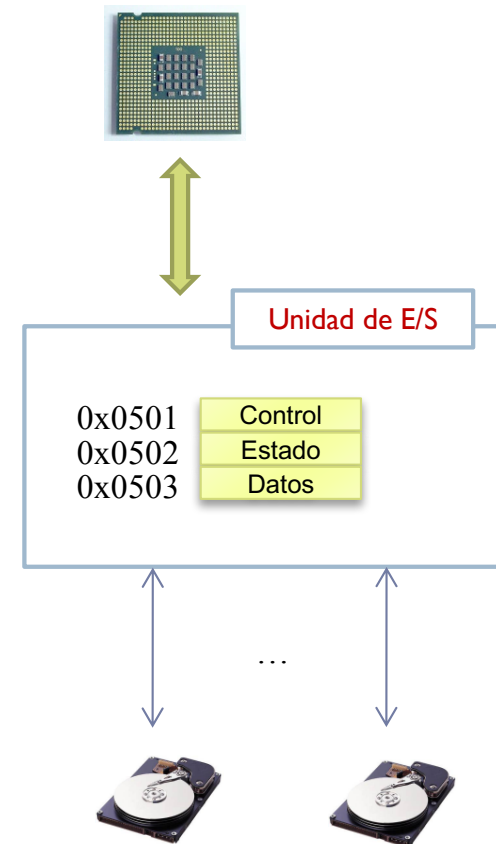 Unidad de E/S
0x0501 Control
0x0502 Estado
0x0503 Datos
...